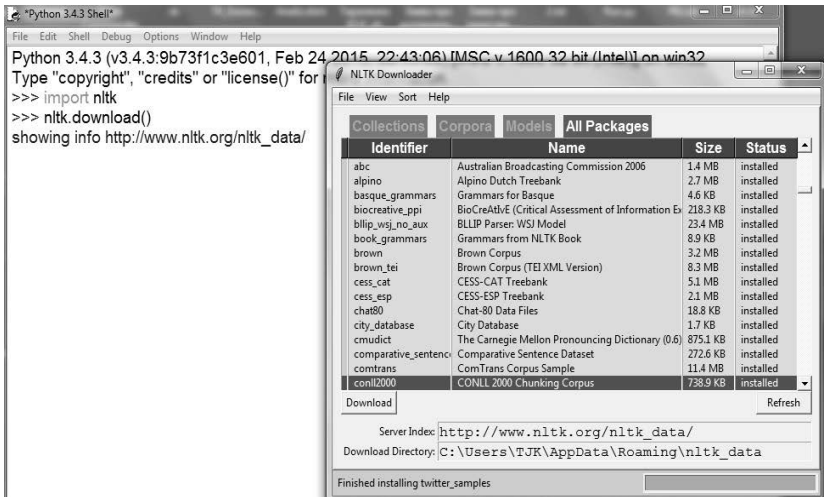 *Python 3.4.3 Shell*
File Edit Shell Debug Options Window Help
Python 3.4.3 (v3.4.3:9b73f1c3e601, Feb 24 2015, 22:43:06) [MSC v.1600 32 bit (Intel)] on win32
Type "copyright", "credits" or "license()" for
>>> import nltk
>>> nltk.download()
showing info http://www.nltk.org/nltk_data/
NLTK Downloader
File View Sort Help
Collections Corpora Models All Packages
Identifier Name Size Status
abc Australian Broadcasting Commission 2006 1.4 MB installed
alpino Alpino Dutch Treebank 2.7 MB installed
basque_grammars Grammars for Basque 4.6 KB installed
biocreative_ppi BioCreAtIvE (Critical Assessment of Information Ex 218.3 KB installed
bllip_wsj_no_aux BLLIP Parser: WSJ Model 23.4 MB installed
book_grammars Grammars from NLTK Book 8.9 KB installed
brown Brown Corpus 3.2 MB installed
brown_tei Brown Corpus (TEI XML Version) 8.3 MB installed
cess_cat CESS-CAT Treebank 5.1 MB installed
cess_esp CESS-ESP Treebank 2.1 MB installed
chat80 Chat-80 Data Files 18.8 KB installed
city_database City Database 1.7 KB installed
cmudict The Carnegie Mellon Pronouncing Dictionary (0.6) 875.1 KB installed
comparative_sentenc Comparative Sentence Dataset 272.6 KB installed
comtrans ComTrans Corpus Sample 11.4 MB installed
conll2000 CONLL 2000 Chunking Corpus 738.9 KB installed
Download Refresh
Server Index: http://www.nltk.org/nltk_data/
Download Directory: C:\Users\TJK\AppData\Roaming\nltk_data
Finished installing twitter_samples